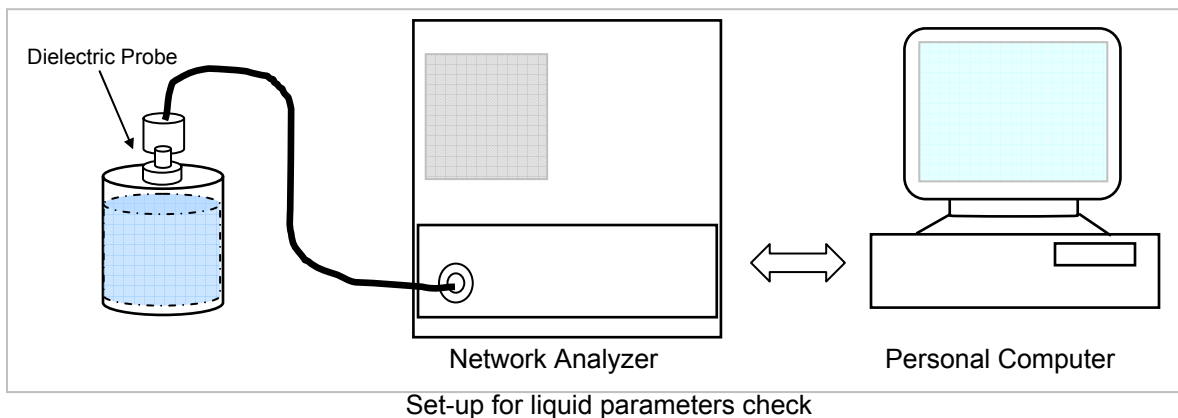 Dielectric Probe
Network Analyzer
Personal Computer
Set-up for liquid parameters check